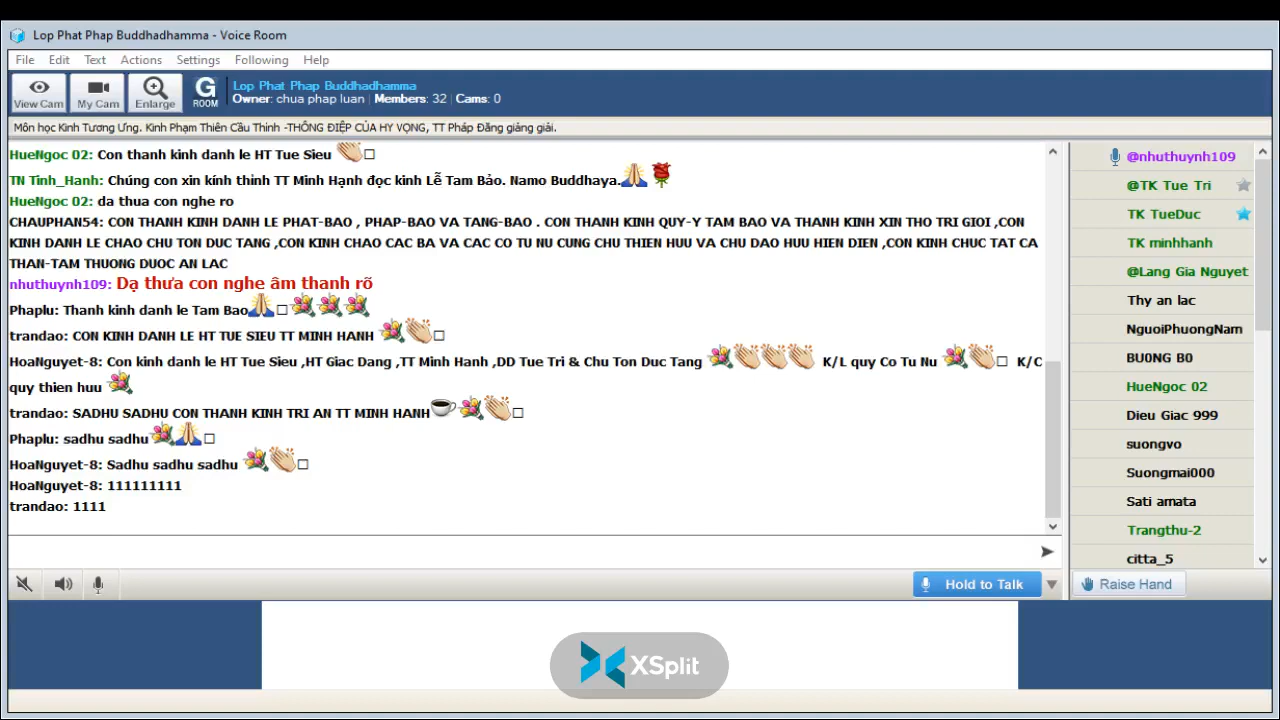 Lop Phat Phap Buddhadhamma - Voice Room
File Edit Text Actions Settings Following Help
View Cam My Cam Enlarge G ROOM
Lop Phat Phap Buddhadhamma
Owner: chua phap luan | Members: 32 | Cams: 0
Môn học Kinh Tương Ưng. Kinh Phạm Thiên Cầu Thỉnh -THÔNG ĐIỆP CỦA HY VỌNG, TT Pháp Đăng giảng giải.
HueNgoc 02: Con thanh kinh danh le HT Tue Sieu 👏□
TN Tinh_Hanh: Chúng con xin kính thỉnh TT Minh Hạnh đọc kinh Lễ Tam Bảo. Namo Buddhaya.🙏🌹
HueNgoc 02: da thua con nghe ro
CHAUPHAN54: CON THANH KINH DANH LE PHAT-BAO , PHAP-BAO VA TANG-BAO . CON THANH KINH QUY-Y TAM BAO VA THANH KINH XIN THO TRI GIOI ,CON
KINH DANH LE CHAO CHU TON DUC TANG ,CON KINH CHAO CAC BA VA CAC CO TU NU CUNG CHU THIEN HUU VA CHU DAO HUU HIEN DIEN ,CON KINH CHUC TAT CA
THAN-TAM THUONG DUOC AN LAC
nhuthuynh109: Dạ thưa con nghe âm thanh rõ
Phaplu: Thanh kinh danh le Tam Bao🙏□💐💐💐
trandao: CON KINH DANH LE HT TUE SIEU TT MINH HANH 💐👏□
HoaNguyet-8: Con kinh danh le HT Tue Sieu ,HT Giac Dang ,TT Minh Hanh ,DD Tue Tri & Chu Ton Duc Tang 💐👏👏👏 K/L quy Co Tu Nu 💐👏□ K/C
quy thien huu 💐
trandao: SADHU SADHU CON THANH KINH TRI AN TT MINH HANH☕💐👏□
Phaplu: sadhu sadhu💐🙏□
HoaNguyet-8: Sadhu sadhu sadhu 💐👏□
HoaNguyet-8: 111111111
trandao: 1111
@nhuthuynh109
@TK Tue Tri
TK TueDuc
TK minhhanh
@Lang Gia Nguyet
Thy an lac
NguoiPhuongNam
BU0NG B0
HueNgoc 02
Dieu Giac 999
suongvo
Suongmai000
Sati amata
Trangthu-2
citta_5
Hold to Talk
Raise Hand
XSplit